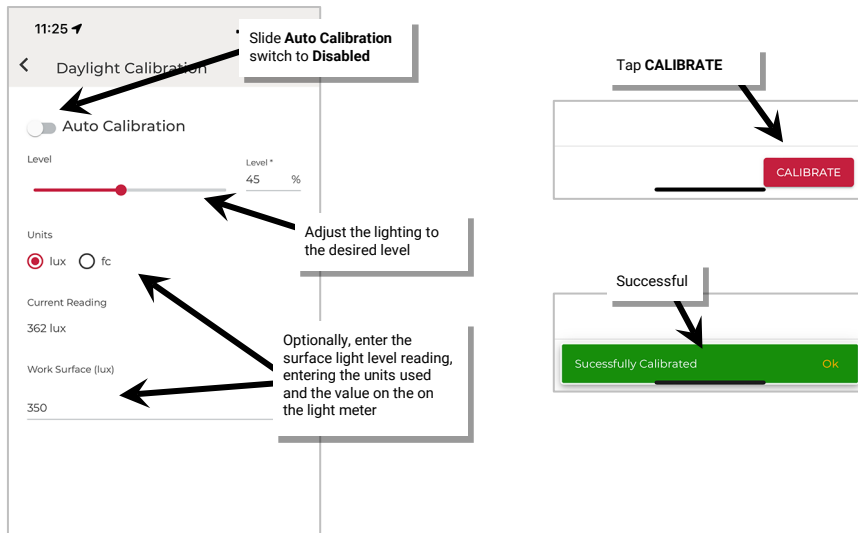 11:25
Slide Auto Calibration
switch to Disabled
Daylight Calibration
Auto Calibration
Level
Level *
45 %
Adjust the lighting to
the desired level
Units
lux fc
Current Reading
362 lux
Optionally, enter the
surface light level reading,
entering the units used
and the value on the on
the light meter
Work Surface (lux)
350
Tap CALIBRATE
CALIBRATE
Successful
Sucessfully Calibrated Ok